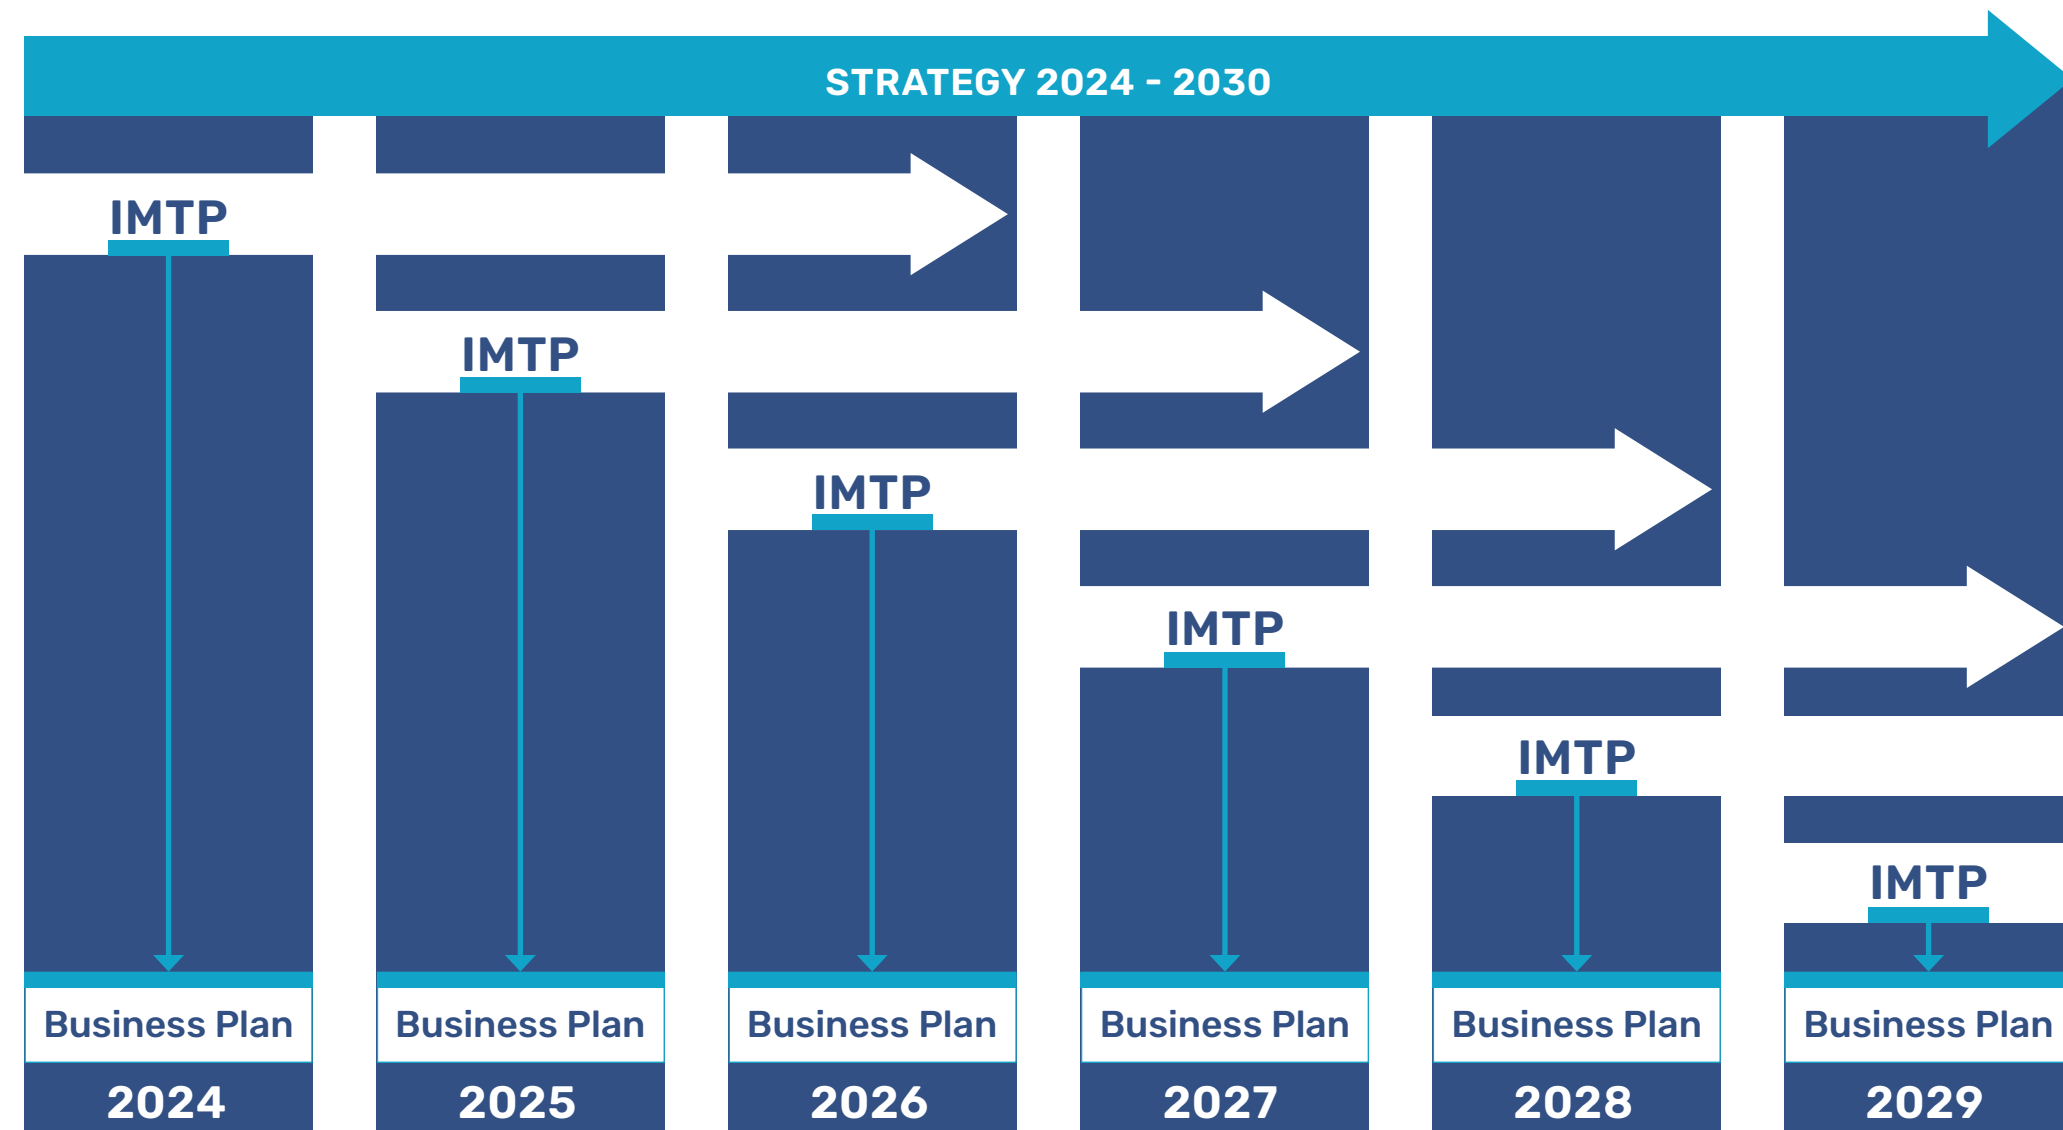 STRATEGY 2024 - 2030
IMTP
IMTP
IMTP
IMTP
IMTP
IMTP
Business Plan
Business Plan
Business Plan
Business Plan
Business Plan
Business Plan
2024
2025
2026
2027
2028
2029